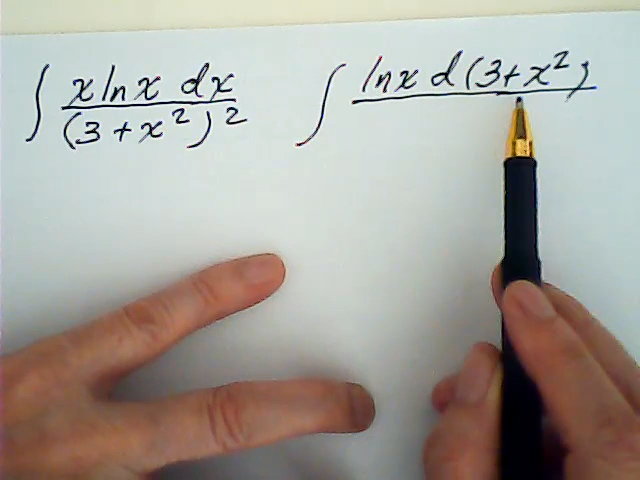 ∫ x ln x dx / (3 + x²)² ∫ ln x d(3 + x²) /